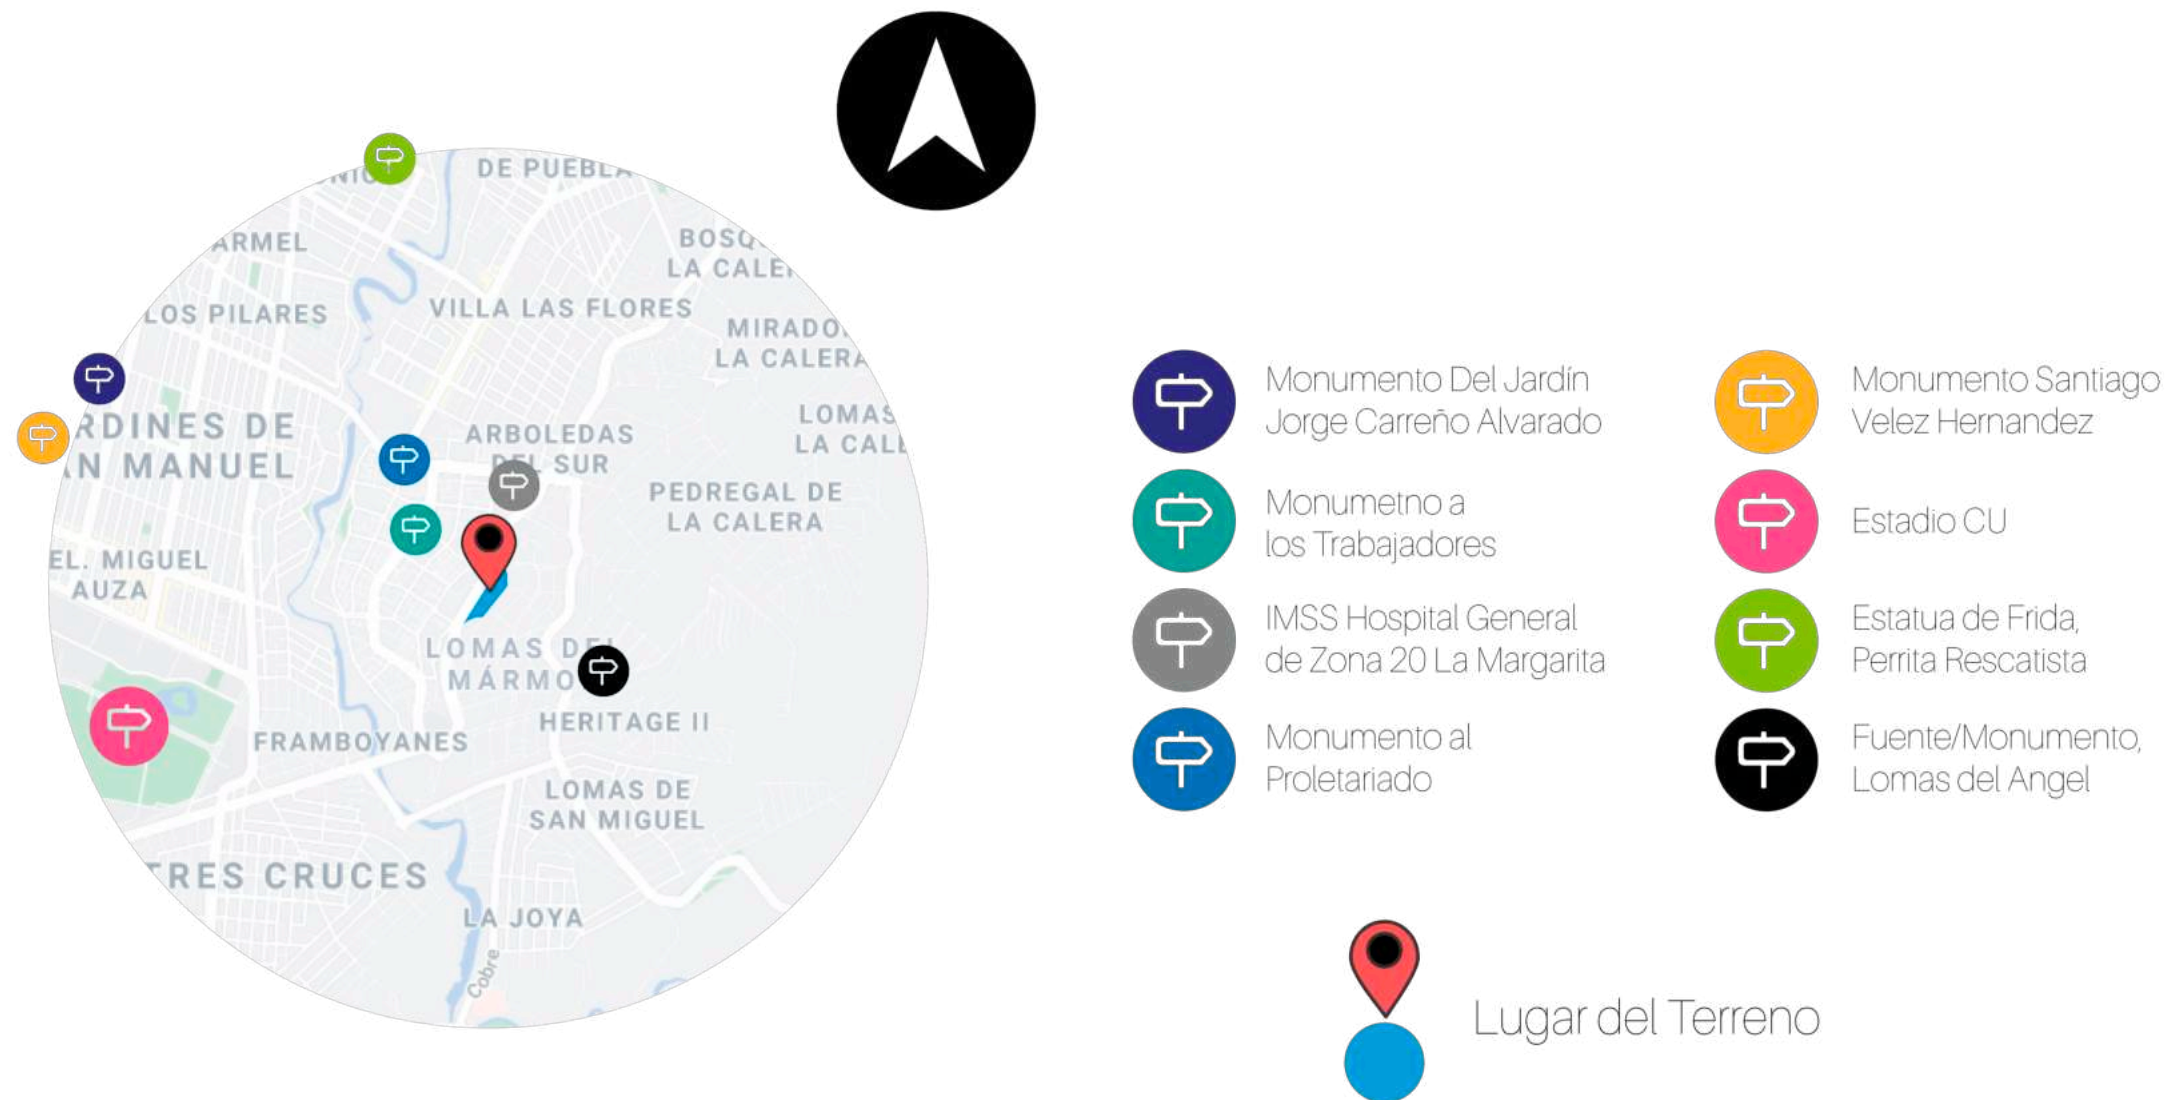 DE PUEBLA
ARMEL
BOSQ
LA CALE
LOS PILARES
VILLA LAS FLORES
MIRADO
LA CALERA
RDINES DE
N MANUEL
ARBOLEDAS
DEL SUR
LOMAS
LA CALE
PEDREGAL DE
LA CALERA
EL. MIGUEL
AUZA
LOMAS DEL
MÁRMO
HERITAGE II
FRAMBOYANES
LOMAS DE
SAN MIGUEL
TRES CRUCES
LA JOYA
Cobre
Monumento Del Jardín
Jorge Carreño Alvarado
Monumetno a
los Trabajadores
IMSS Hospital General
de Zona 20 La Margarita
Monumento al
Proletariado
Monumento Santiago
Velez Hernandez
Estadio CU
Estatua de Frida,
Perrita Rescatista
Fuente/Monumento,
Lomas del Angel
Lugar del Terreno